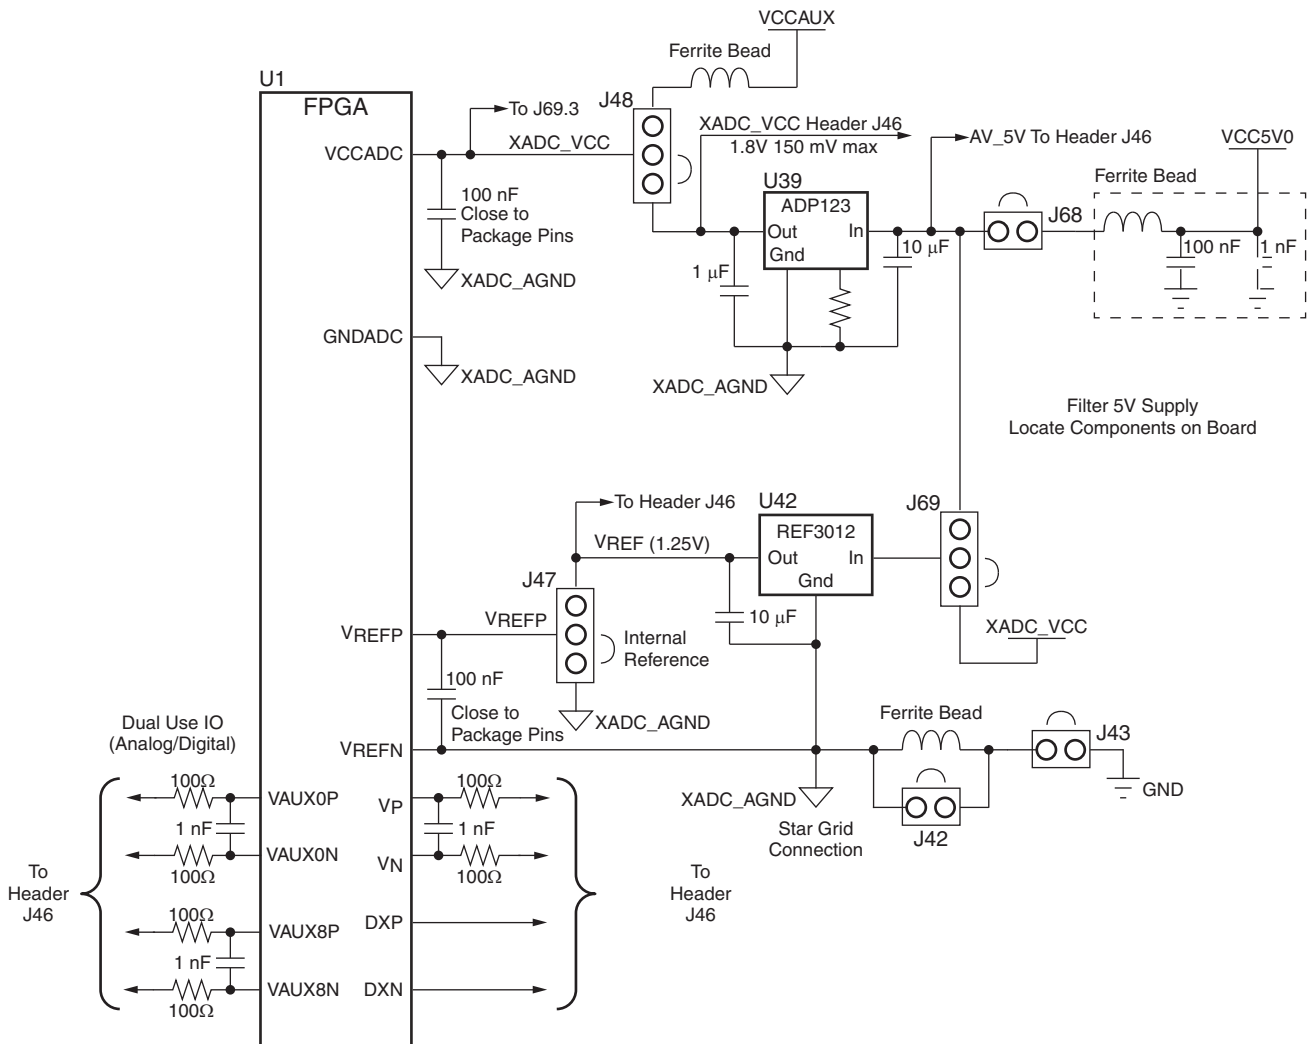 VCCAUX
Ferrite Bead
U1
FPGA
To J69.3
J48
XADC_VCC Header J46
1.8V 150 mV max
AV_5V To Header J46
VCC5V0
VCCADC
XADC_VCC
Ferrite Bead
U39
ADP123
Out
In
Gnd
J68
100 nF
Close to
Package Pins
10 µF
100 nF
1 nF
1 µF
XADC_AGND
GNDADC
XADC_AGND
XADC_AGND
Filter 5V Supply
Locate Components on Board
To Header J46
U42
REF3012
Out
In
Gnd
J69
VREF (1.25V)
J47
VREFP
VREFP
Internal
Reference
10 µF
XADC_VCC
100 nF
Close to
Package Pins
XADC_AGND
Ferrite Bead
J43
GND
Dual Use IO
(Analog/Digital)
VREFN
XADC_AGND
Star Grid
Connection
J42
100Ω
VAUX0P
VP
100Ω
1 nF
1 nF
VAUX0N
VN
100Ω
100Ω
To
Header
J46
To
Header
J46
100Ω
VAUX8P
DXP
1 nF
VAUX8N
DXN
100Ω